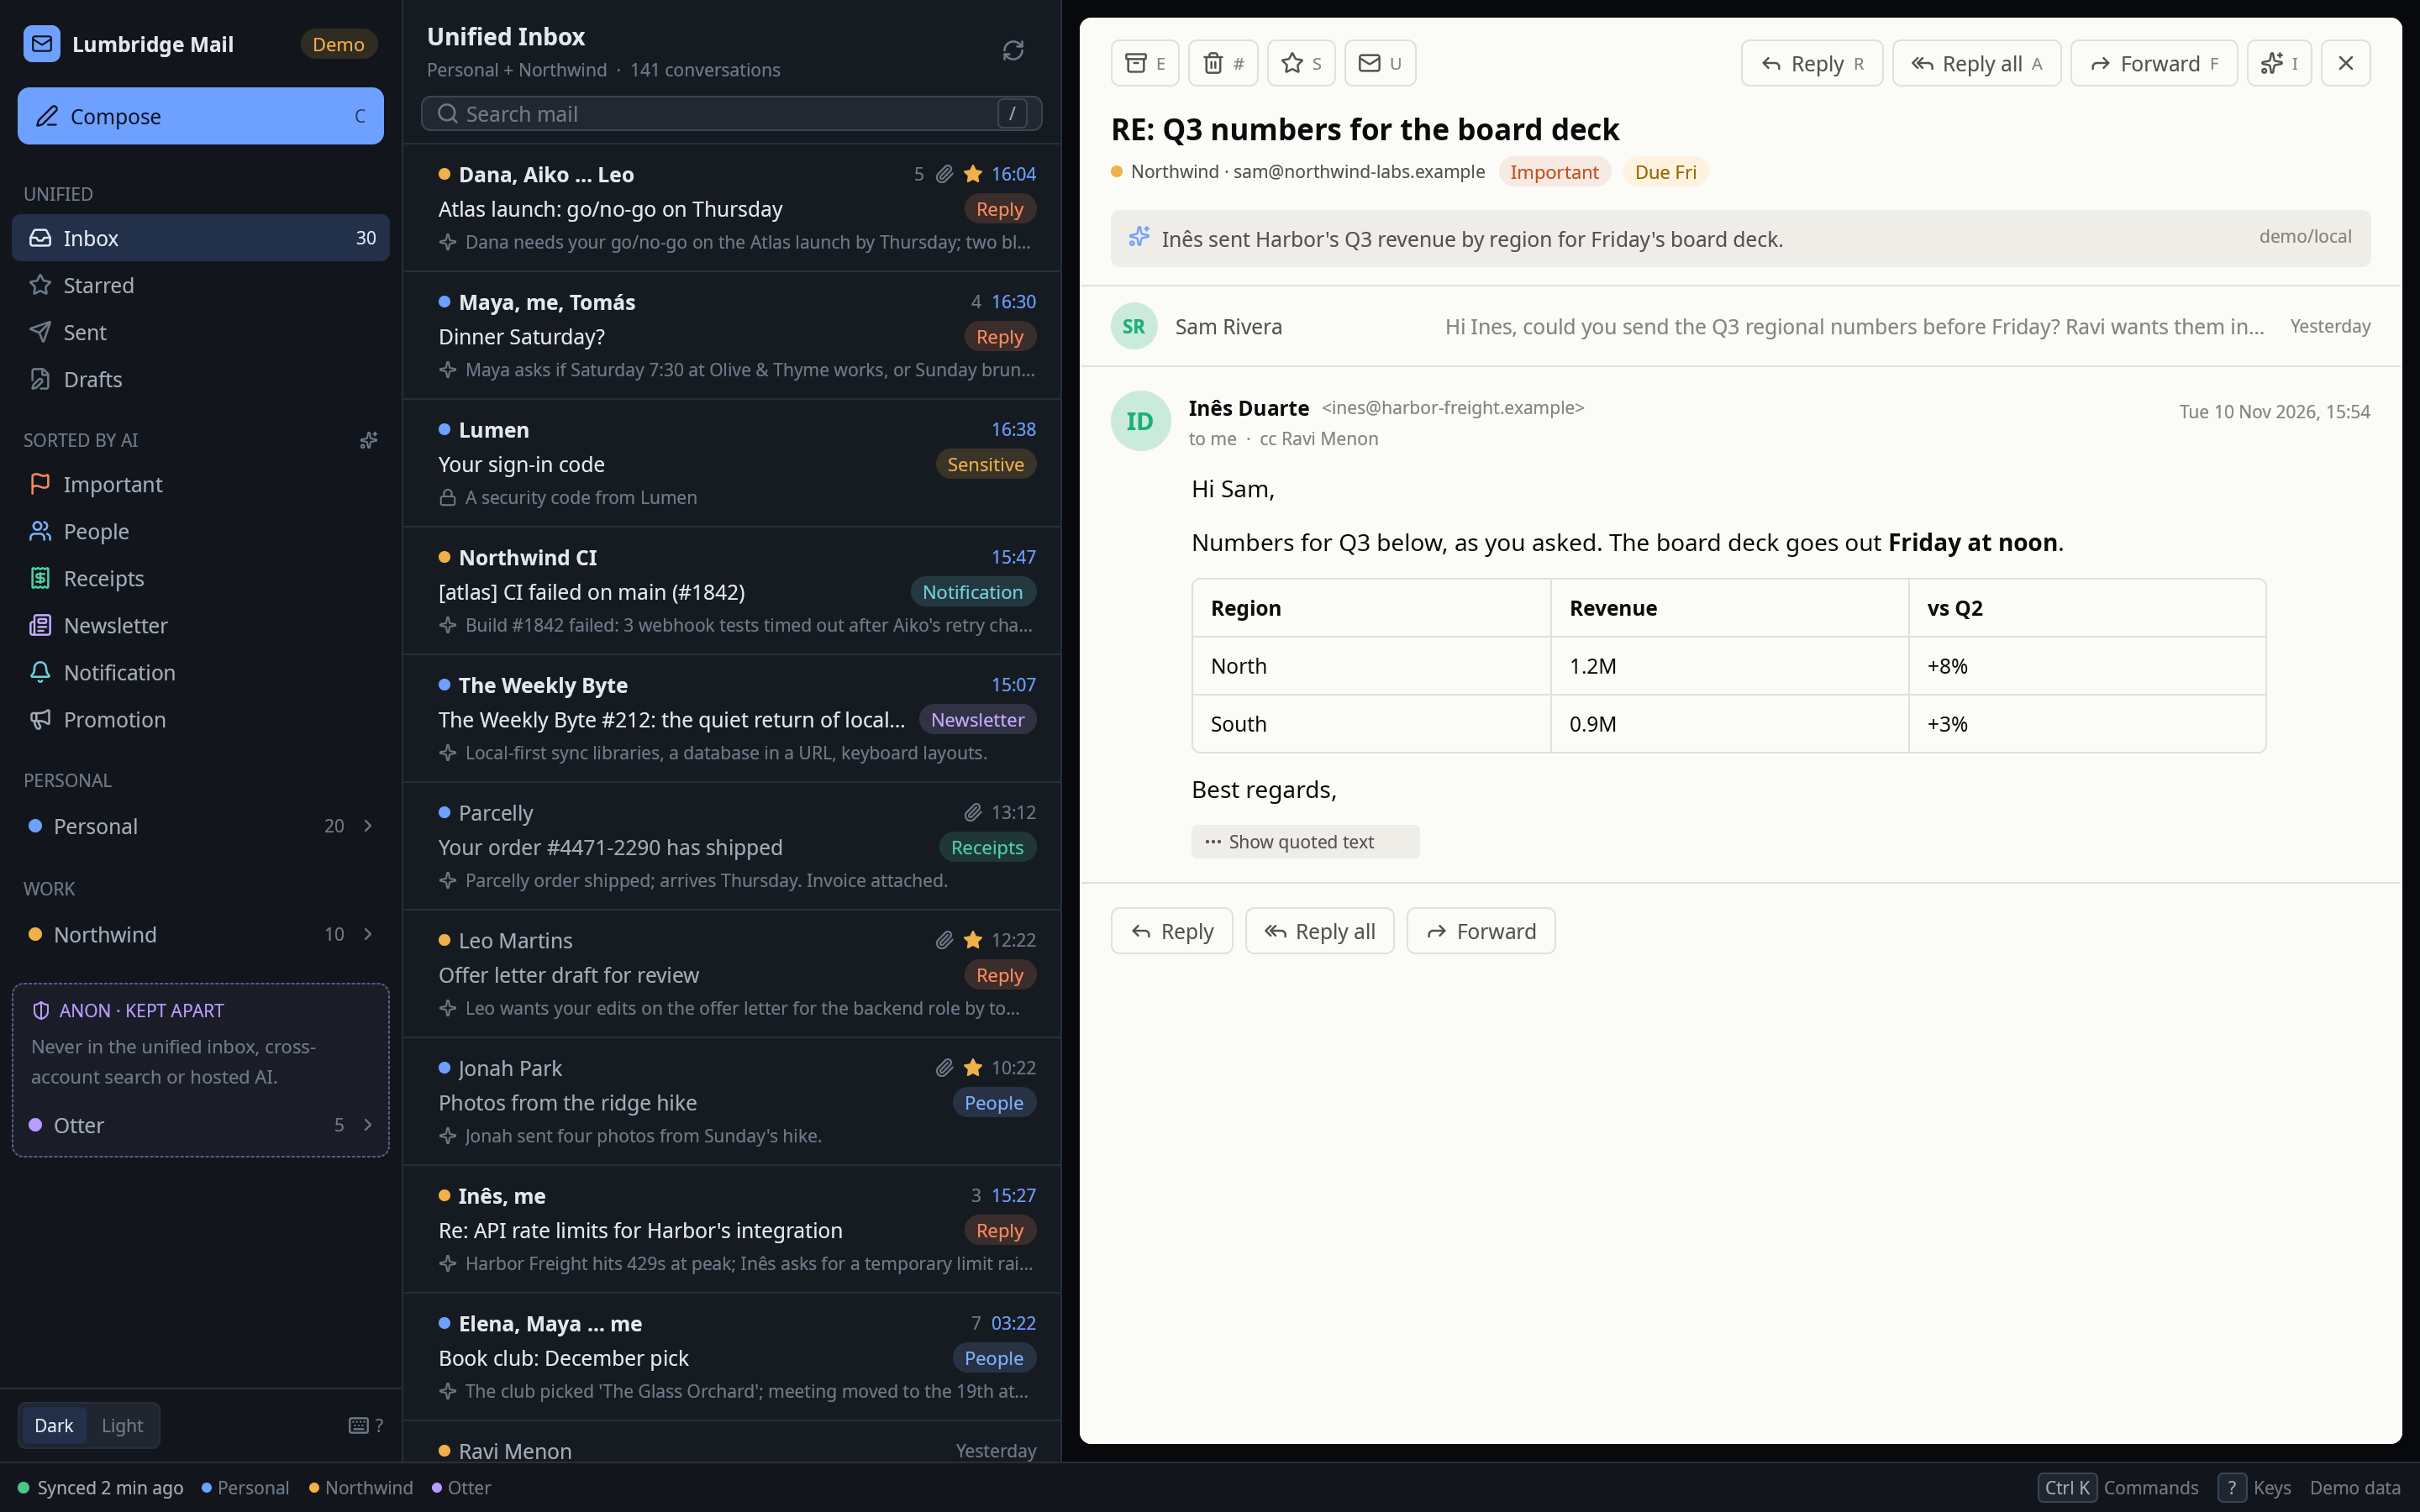 Lumbridge Mail Demo
Compose C
UNIFIED
Inbox 30
Starred
Sent
Drafts
SORTED BY AI
Important
People
Receipts
Newsletter
Notification
Promotion
PERSONAL
Personal 20
WORK
Northwind 10
ANON · KEPT APART
Never in the unified inbox, cross-
account search or hosted AI.
Otter 5
Dark Light ?
Unified Inbox
Personal + Northwind · 141 conversations
Search mail /
Dana, Aiko ... Leo 5 16:04
Atlas launch: go/no-go on Thursday Reply
Dana needs your go/no-go on the Atlas launch by Thursday; two bl...
Maya, me, Tomás 4 16:30
Dinner Saturday? Reply
Maya asks if Saturday 7:30 at Olive & Thyme works, or Sunday brun...
Lumen 16:38
Your sign-in code Sensitive
A security code from Lumen
Northwind CI 15:47
[atlas] CI failed on main (#1842) Notification
Build #1842 failed: 3 webhook tests timed out after Aiko's retry cha...
The Weekly Byte 15:07
The Weekly Byte #212: the quiet return of local... Newsletter
Local-first sync libraries, a database in a URL, keyboard layouts.
Parcelly 13:12
Your order #4471-2290 has shipped Receipts
Parcelly order shipped; arrives Thursday. Invoice attached.
Leo Martins 12:22
Offer letter draft for review Reply
Leo wants your edits on the offer letter for the backend role by to...
Jonah Park 10:22
Photos from the ridge hike People
Jonah sent four photos from Sunday's hike.
Inês, me 3 15:27
Re: API rate limits for Harbor's integration Reply
Harbor Freight hits 429s at peak; Inês asks for a temporary limit rai...
Elena, Maya ... me 7 03:22
Book club: December pick People
The club picked 'The Glass Orchard'; meeting moved to the 19th at...
Ravi Menon Yesterday
E # S U Reply R Reply all A Forward F I
RE: Q3 numbers for the board deck
Northwind · sam@northwind-labs.example Important Due Fri
Inês sent Harbor's Q3 revenue by region for Friday's board deck. demo/local
SR Sam Rivera Hi Ines, could you send the Q3 regional numbers before Friday? Ravi wants them in... Yesterday
ID Inês Duarte <ines@harbor-freight.example> Tue 10 Nov 2026, 15:54
to me · cc Ravi Menon
Hi Sam,
Numbers for Q3 below, as you asked. The board deck goes out Friday at noon.
Region Revenue vs Q2
North 1.2M +8%
South 0.9M +3%
Best regards,
Show quoted text
Reply Reply all Forward
Synced 2 min ago Personal Northwind Otter Ctrl K Commands ? Keys Demo data